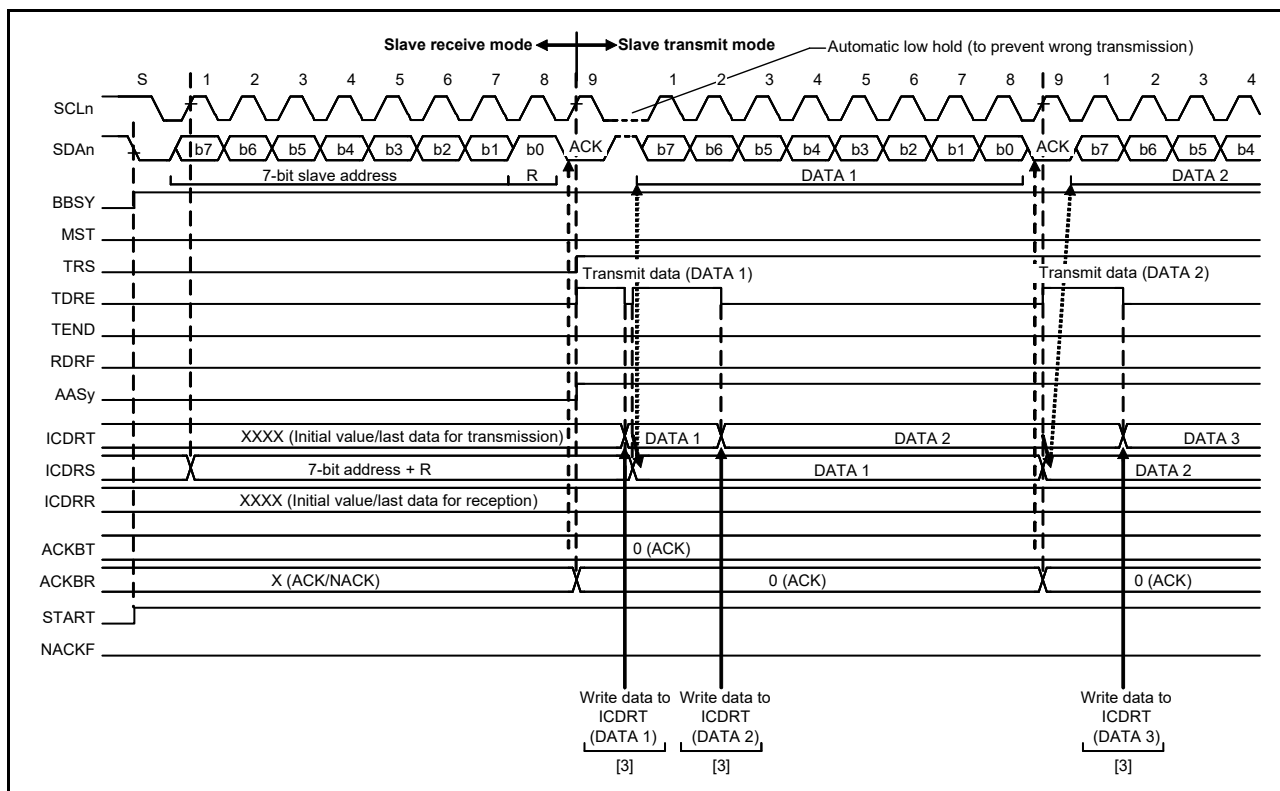 Slave receive mode Slave transmit mode
Automatic low hold (to prevent wrong transmission)
S 1 2 3 4 5 6 7 8 9 1 2 3 4 5 6 7 8 9 1 2 3 4
SCLn
SDAn b7 b6 b5 b4 b3 b2 b1 b0 ACK b7 b6 b5 b4 b3 b2 b1 b0 ACK b7 b6 b5 b4
7-bit slave address R DATA 1 DATA 2
BBSY
MST
TRS
Transmit data (DATA 1) Transmit data (DATA 2)
TDRE
TEND
RDRF
AASy
ICDRT XXXX (Initial value/last data for transmission) DATA 1 DATA 2 DATA 3
ICDRS 7-bit address + R DATA 1 DATA 2
ICDRR XXXX (Initial value/last data for reception)
ACKBT 0 (ACK)
ACKBR X (ACK/NACK) 0 (ACK) 0 (ACK)
START
NACKF
Write data to
ICDRT
(DATA 1)
[3]
Write data to
ICDRT
(DATA 2)
[3]
Write data to
ICDRT
(DATA 3)
[3]